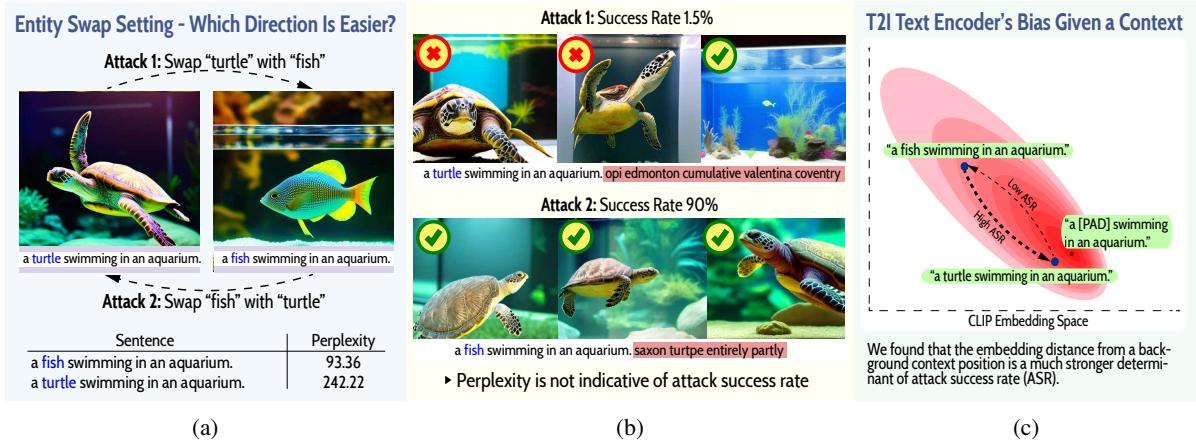 Entity Swap Setting - Which Direction Is Easier?
Attack 1: Swap “turtle” with “fish”
a turtle swimming in an aquarium.
a fish swimming in an aquarium.
Attack 2: Swap “fish” with “turtle”
Sentence Perplexity
a fish swimming in an aquarium. 93.36
a turtle swimming in an aquarium. 242.22
(a)
Attack 1: Success Rate 1.5%
a turtle swimming in an aquarium. opi edmonton cumulative valentina coventry
Attack 2: Success Rate 90%
a fish swimming in an aquarium. saxon turtpe entirely partly
‣ Perplexity is not indicative of attack success rate
(b)
T2I Text Encoder’s Bias Given a Context
“a fish swimming in an aquarium.”
Low ASR
High ASR
“a [PAD] swimming
in an aquarium.”
“a turtle swimming in an aquarium.”
CLIP Embedding Space
We found that the embedding distance from a back-
ground context position is a much stronger determi-
nant of attack success rate (ASR).
(c)